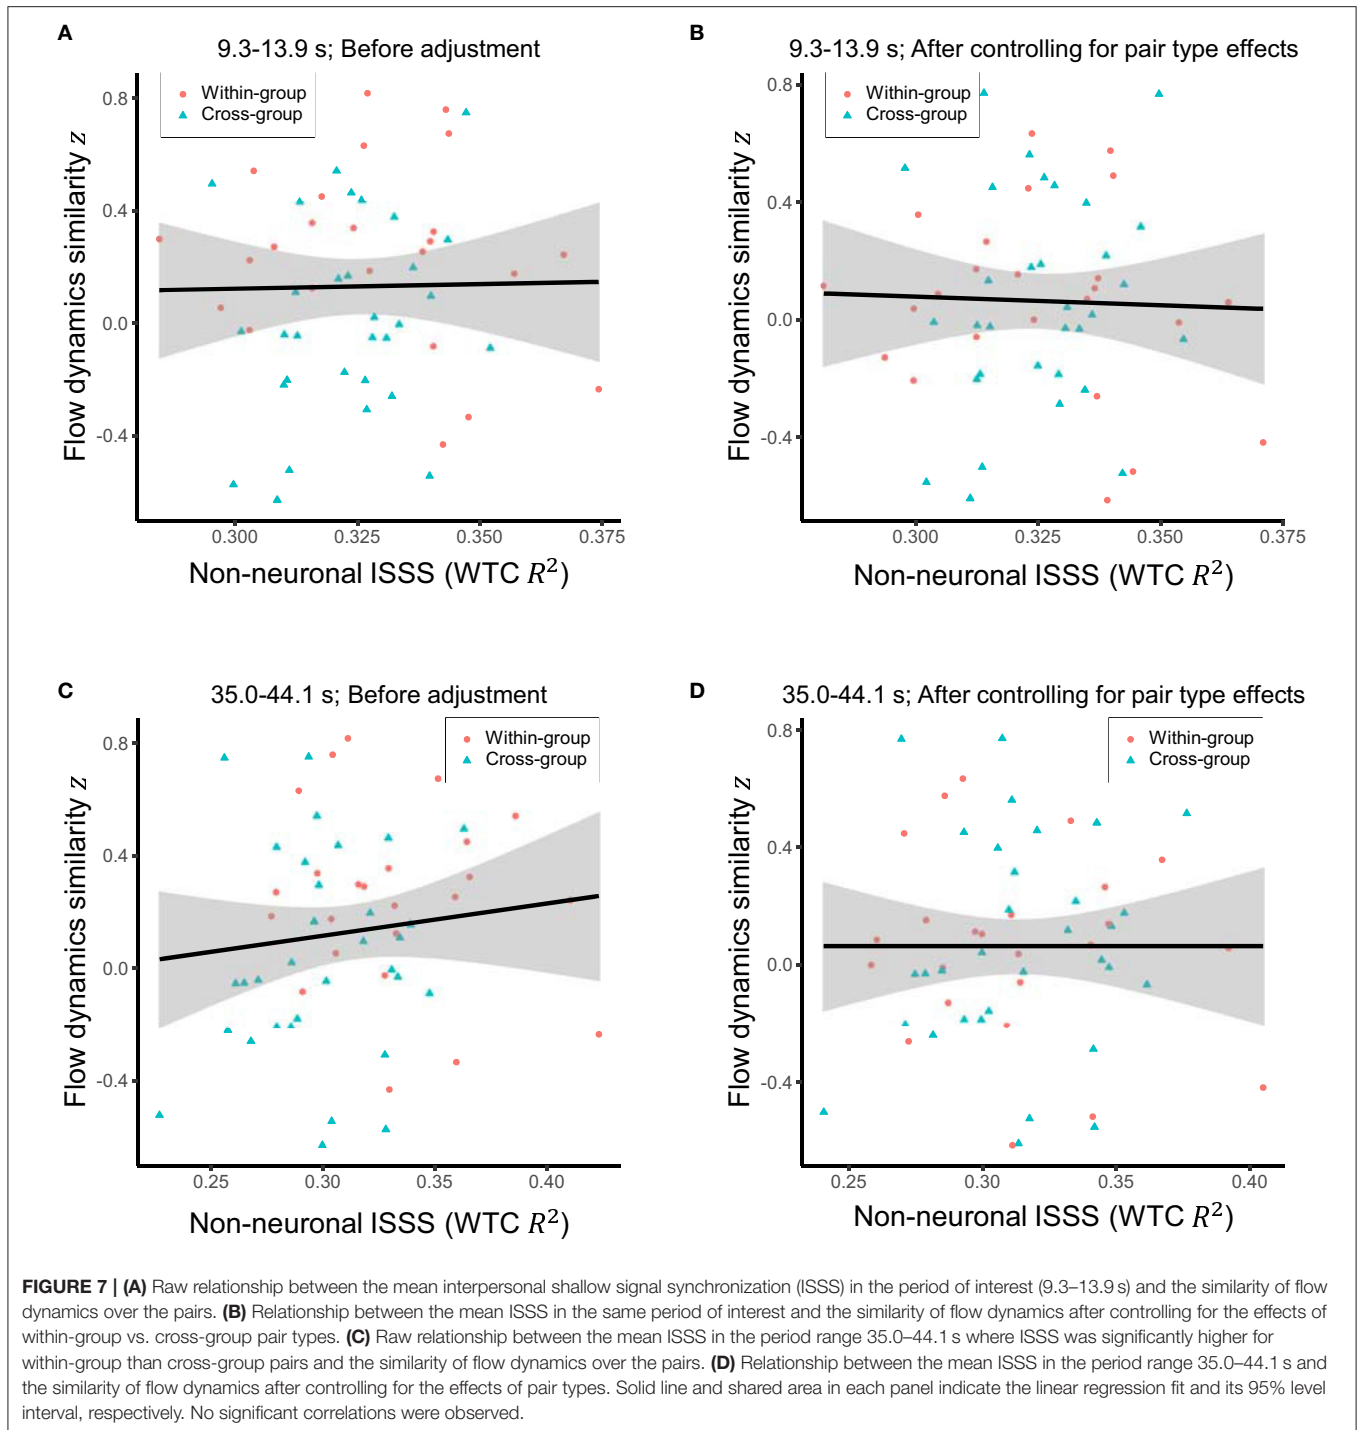 A
9.3-13.9 s; Before adjustment
Within-group
Cross-group
0.8
0.4
0.0
-0.4
Flow dynamics similarity z
0.300 0.325 0.350 0.375
Non-neuronal ISSS (WTC R²)
B
9.3-13.9 s; After controlling for pair type effects
Within-group
Cross-group
0.8
0.4
0.0
-0.4
Flow dynamics similarity z
0.300 0.325 0.350 0.375
Non-neuronal ISSS (WTC R²)
C
35.0-44.1 s; Before adjustment
Within-group
Cross-group
0.8
0.4
0.0
-0.4
Flow dynamics similarity z
0.25 0.30 0.35 0.40
Non-neuronal ISSS (WTC R²)
D
35.0-44.1 s; After controlling for pair type effects
Within-group
Cross-group
0.8
0.4
0.0
-0.4
Flow dynamics similarity z
0.25 0.30 0.35 0.40
Non-neuronal ISSS (WTC R²)
FIGURE 7 | (A) Raw relationship between the mean interpersonal shallow signal synchronization (ISSS) in the period of interest (9.3–13.9 s) and the similarity of flow
dynamics over the pairs. (B) Relationship between the mean ISSS in the same period of interest and the similarity of flow dynamics after controlling for the effects of
within-group vs. cross-group pair types. (C) Raw relationship between the mean ISSS in the period range 35.0–44.1 s where ISSS was significantly higher for
within-group than cross-group pairs and the similarity of flow dynamics over the pairs. (D) Relationship between the mean ISSS in the period range 35.0–44.1 s and
the similarity of flow dynamics after controlling for the effects of pair types. Solid line and shared area in each panel indicate the linear regression fit and its 95% level
interval, respectively. No significant correlations were observed.